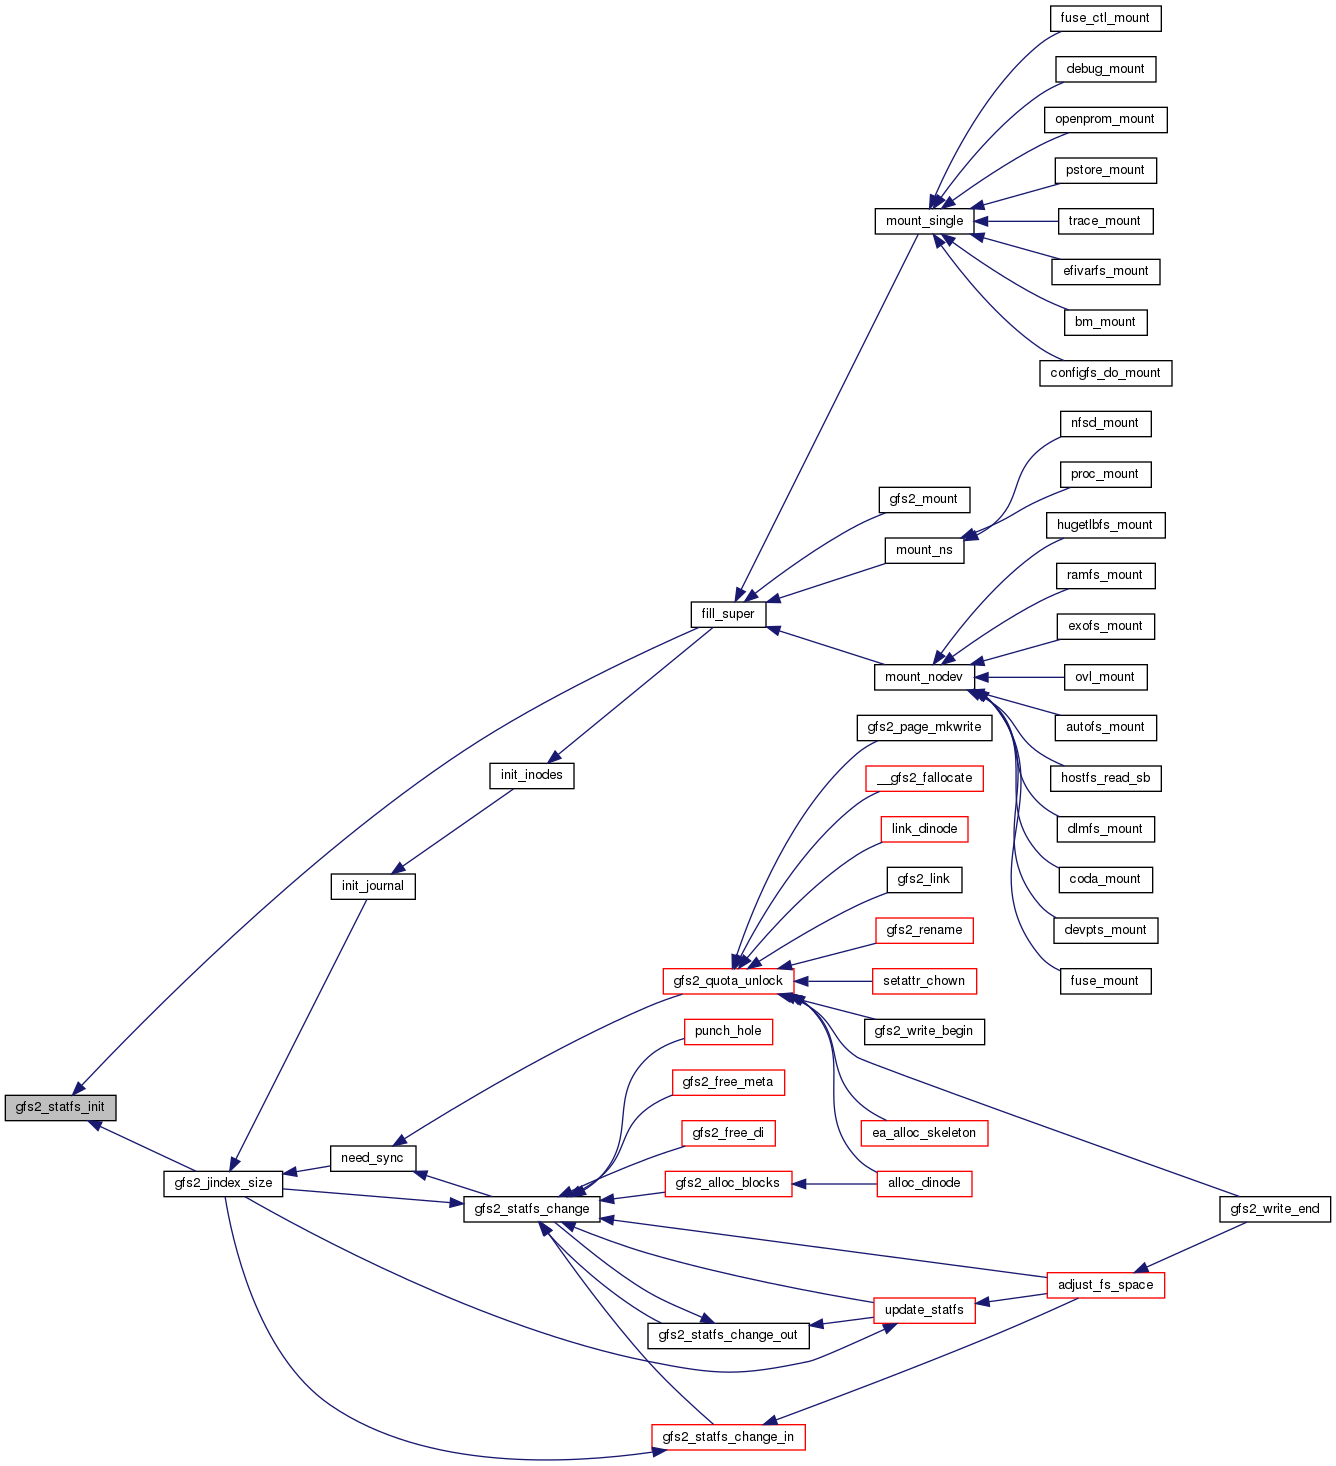 fuse_ctl_mount
debug_mount
openprom_mount
pstore_mount
mount_single
trace_mount
efivarfs_mount
bm_mount
configfs_do_mount
nfsd_mount
proc_mount
gfs2_mount
hugetlbfs_mount
mount_ns
ramfs_mount
fill_super
exofs_mount
mount_nodev
ovl_mount
gfs2_page_mkwrite
autofs_mount
init_inodes
__gfs2_fallocate
hostfs_read_sb
link_dinode
dlmfs_mount
init_journal
gfs2_link
coda_mount
gfs2_rename
devpts_mount
gfs2_quota_unlock
setattr_chown
fuse_mount
punch_hole
gfs2_write_begin
gfs2_free_meta
gfs2_statfs_init
gfs2_free_di
ea_alloc_skeleton
need_sync
gfs2_jindex_size
gfs2_alloc_blocks
alloc_dinode
gfs2_statfs_change
gfs2_write_end
adjust_fs_space
update_statfs
gfs2_statfs_change_out
gfs2_statfs_change_in